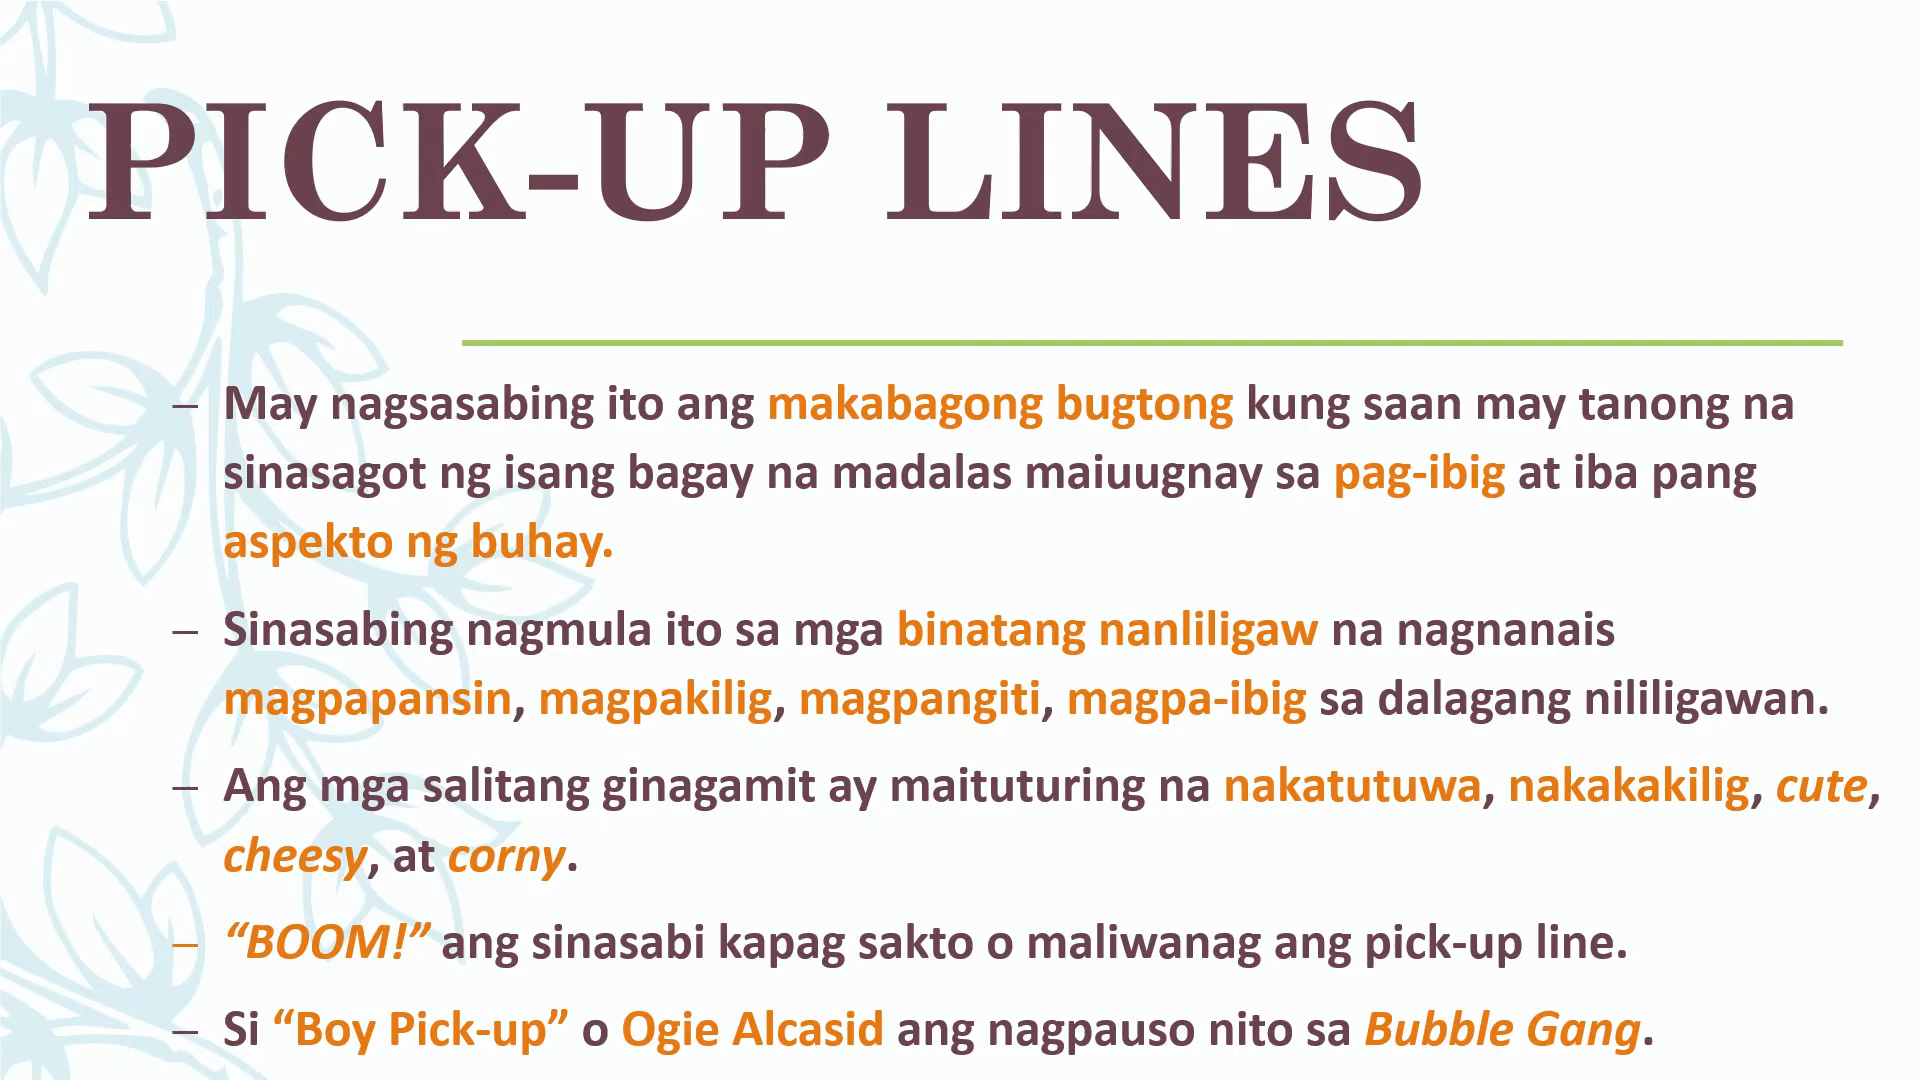 PICK-UP LINES
– May nagsasabing ito ang makabagong bugtong kung saan may tanong na
sinasagot ng isang bagay na madalas maiuugnay sa pag-ibig at iba pang
aspekto ng buhay.
– Sinasabing nagmula ito sa mga binatang nanliligaw na nagnanais
magpapansin, magpakilig, magpangiti, magpa-ibig sa dalagang nililigawan.
– Ang mga salitang ginagamit ay maituturing na nakatutuwa, nakakakilig, cute,
cheesy, at corny.
– “BOOM!” ang sinasabi kapag sakto o maliwanag ang pick-up line.
– Si “Boy Pick-up” o Ogie Alcasid ang nagpauso nito sa Bubble Gang.